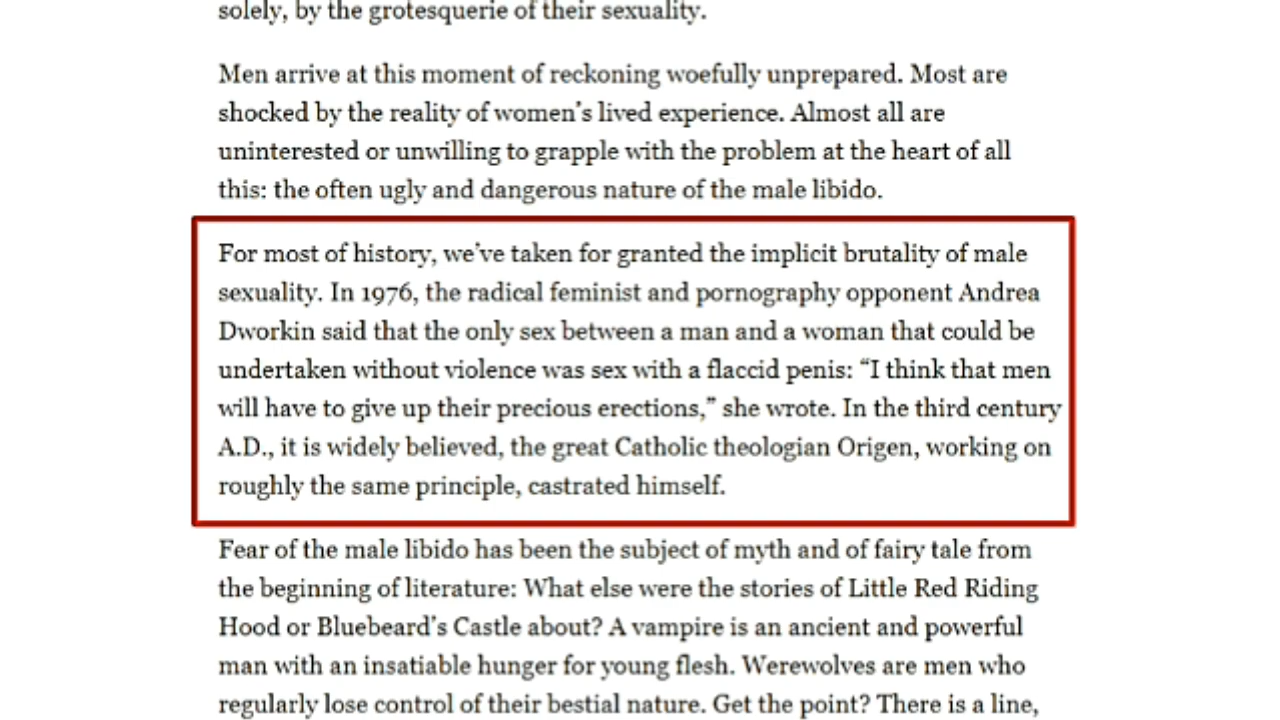 solely, by the grotesquerie of their sexuality.
Men arrive at this moment of reckoning woefully unprepared. Most are
shocked by the reality of women's lived experience. Almost all are
uninterested or unwilling to grapple with the problem at the heart of all
this: the often ugly and dangerous nature of the male libido.
For most of history, we've taken for granted the implicit brutality of male
sexuality. In 1976, the radical feminist and pornography opponent Andrea
Dworkin said that the only sex between a man and a woman that could be
undertaken without violence was sex with a flaccid penis: “I think that men
will have to give up their precious erections,” she wrote. In the third century
A.D., it is widely believed, the great Catholic theologian Origen, working on
roughly the same principle, castrated himself.
Fear of the male libido has been the subject of myth and of fairy tale from
the beginning of literature: What else were the stories of Little Red Riding
Hood or Bluebeard's Castle about? A vampire is an ancient and powerful
man with an insatiable hunger for young flesh. Werewolves are men who
regularly lose control of their bestial nature. Get the point? There is a line,